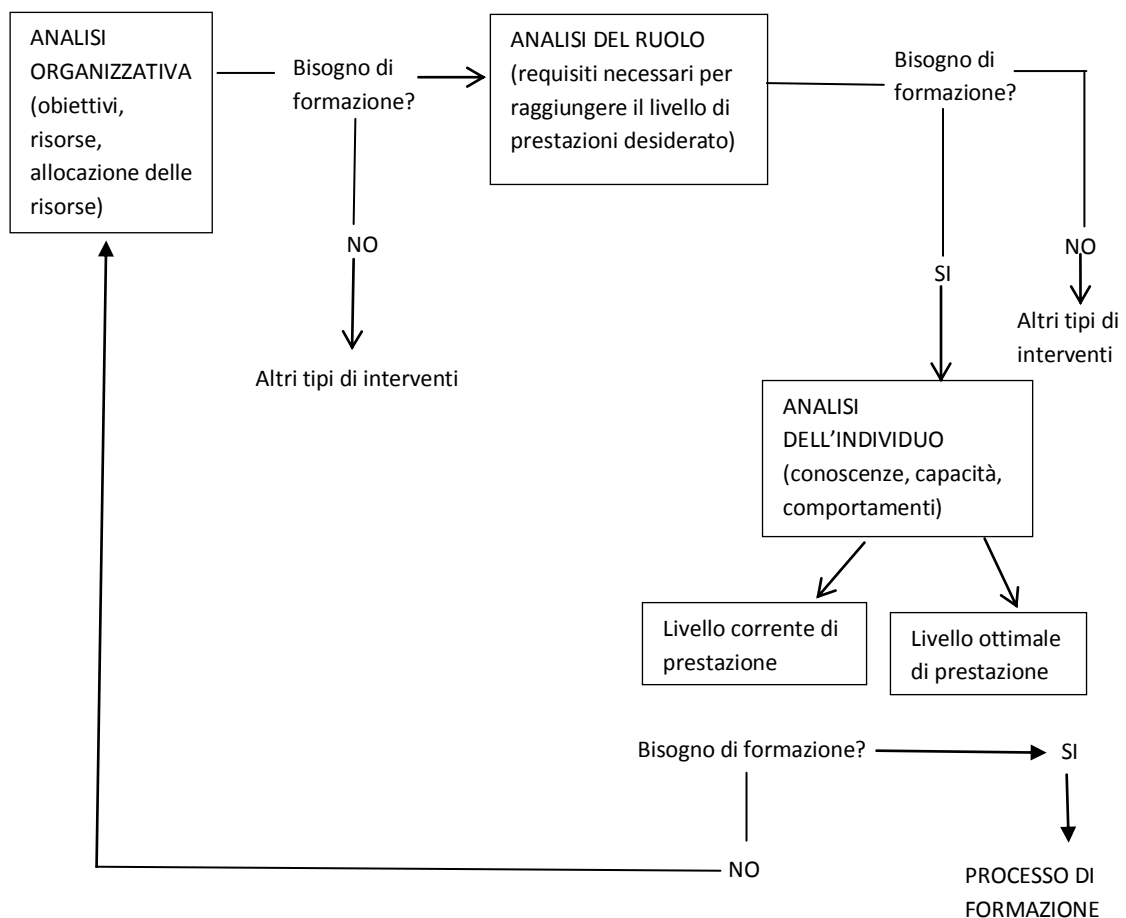 ANALISI
ORGANIZZATIVA
(obiettivi,
risorse,
allocazione delle
risorse)
Bisogno di
formazione?
ANALISI DEL RUOLO
(requisiti necessari per
raggiungere il livello di
prestazioni desiderato)
Bisogno di
formazione?
NO
Altri tipi di interventi
SI
NO
Altri tipi di
interventi
ANALISI
DELL’INDIVIDUO
(conoscenze, capacità,
comportamenti)
Livello corrente di
prestazione
Livello ottimale
di prestazione
Bisogno di formazione?
SI
NO
PROCESSO DI
FORMAZIONE